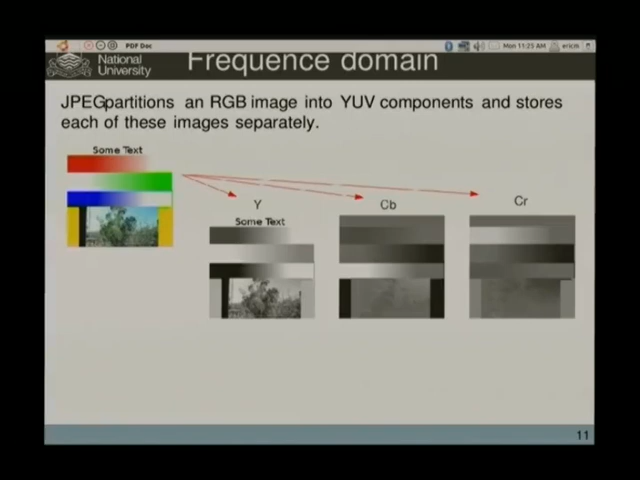 PDF Doc
Mon 11:25 AM
ericm
National
University
Frequence domain
JPEGpartitions an RGB image into YUV components and stores
each of these images separately.
Some Text
Y
Cb
Cr
Some Text
11